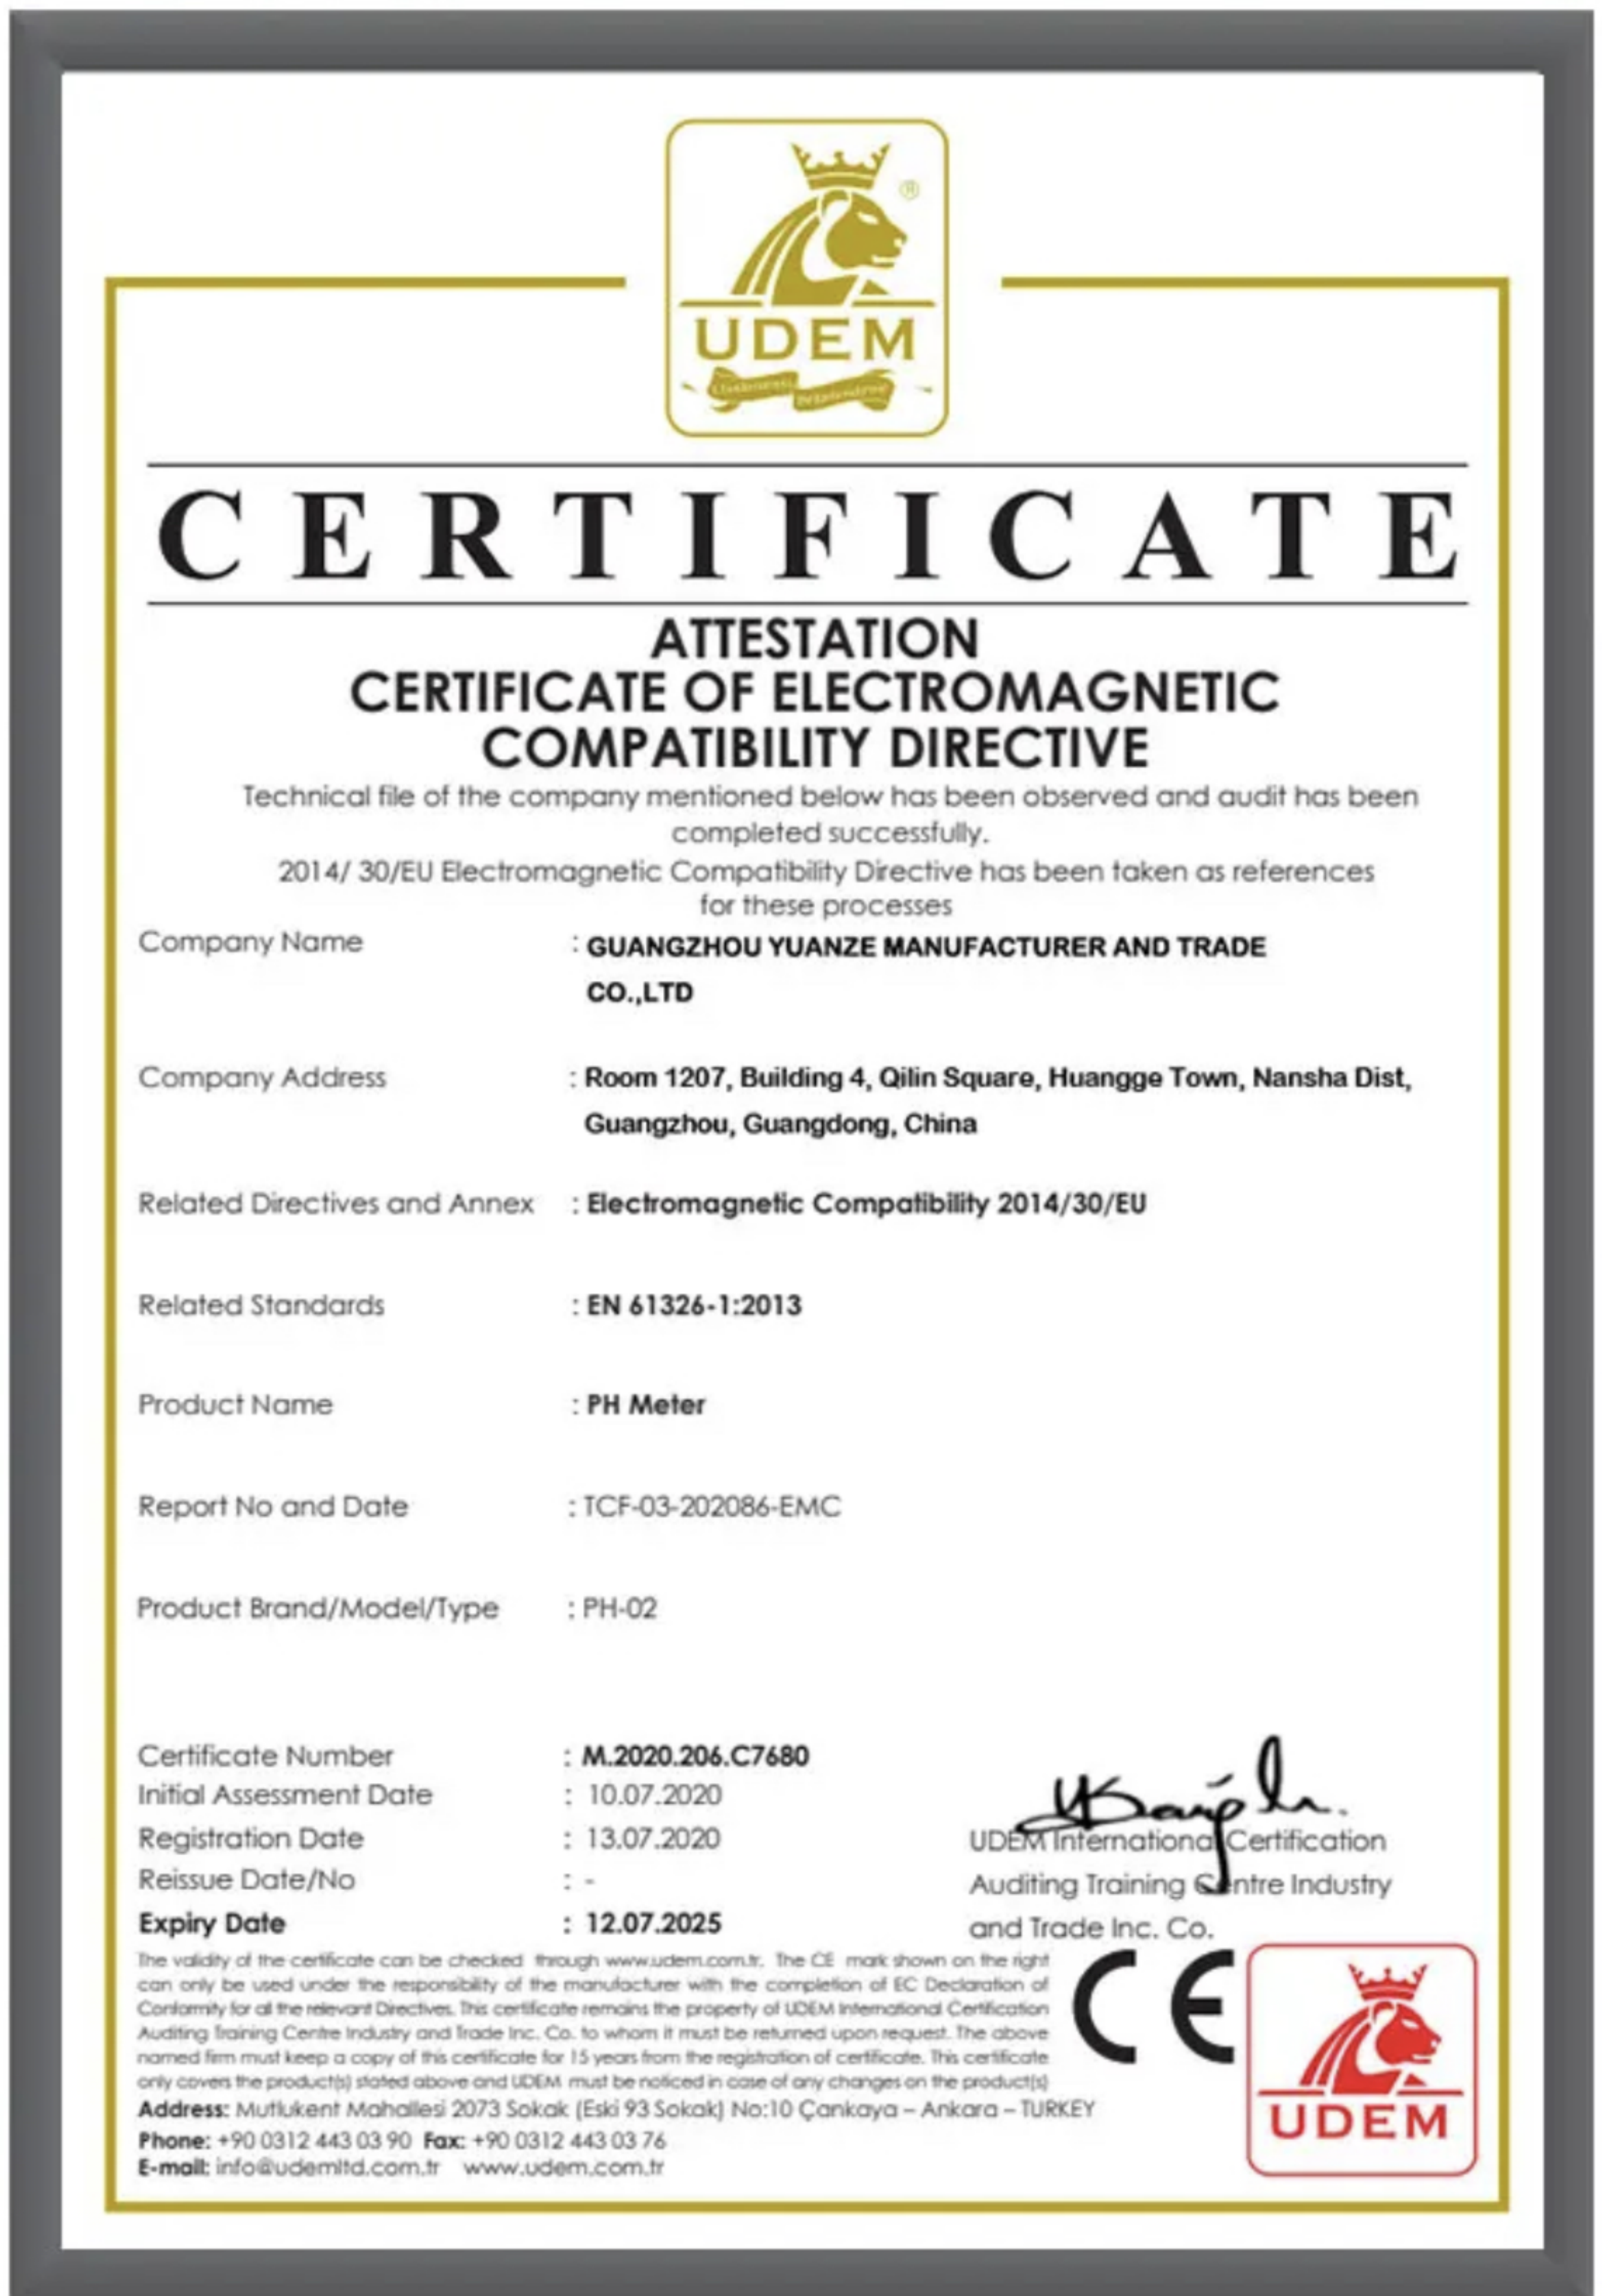 ®
UDEM
CERTIFICATE
ATTESTATION
CERTIFICATE OF ELECTROMAGNETIC
COMPATIBILITY DIRECTIVE
Technical file of the company mentioned below has been observed and audit has been
completed successfully.
2014/ 30/EU Electromagnetic Compatibility Directive has been taken as references
for these processes
Company Name : GUANGZHOU YUANZE MANUFACTURER AND TRADE
CO.,LTD
Company Address : Room 1207, Building 4, Qilin Square, Huangge Town, Nansha Dist,
Guangzhou, Guangdong, China
Related Directives and Annex : Electromagnetic Compatibility 2014/30/EU
Related Standards : EN 61326-1:2013
Product Name : PH Meter
Report No and Date : TCF-03-202086-EMC
Product Brand/Model/Type : PH-02
Certificate Number : M.2020.206.C7680
Initial Assessment Date : 10.07.2020
Registration Date : 13.07.2020
Reissue Date/No : -
Expiry Date : 12.07.2025
UDEM International Certification
Auditing Training Centre Industry
and Trade Inc. Co.
The validity of the certificate can be checked through www.udem.com.tr. The CE mark shown on the right
can only be used under the responsibility of the manufacturer with the completion of EC Declaration of
Conformity for all the relevant Directives. This certificate remains the property of UDEM International Certification
Auditing Training Centre Industry and Trade Inc. Co. to whom it must be returned upon request. The above
named firm must keep a copy of this certificate for 15 years from the registration of certificate. This certificate
only covers the product(s) stated above and UDEM must be noticed in case of any changes on the product(s)
Address: Mutlukent Mahallesi 2073 Sokak (Eski 93 Sokak) No:10 Çankaya – Ankara – TURKEY
Phone: +90 0312 443 03 90 Fax: +90 0312 443 03 76
E-mail: info@udemltd.com.tr www.udem.com.tr
CE
UDEM